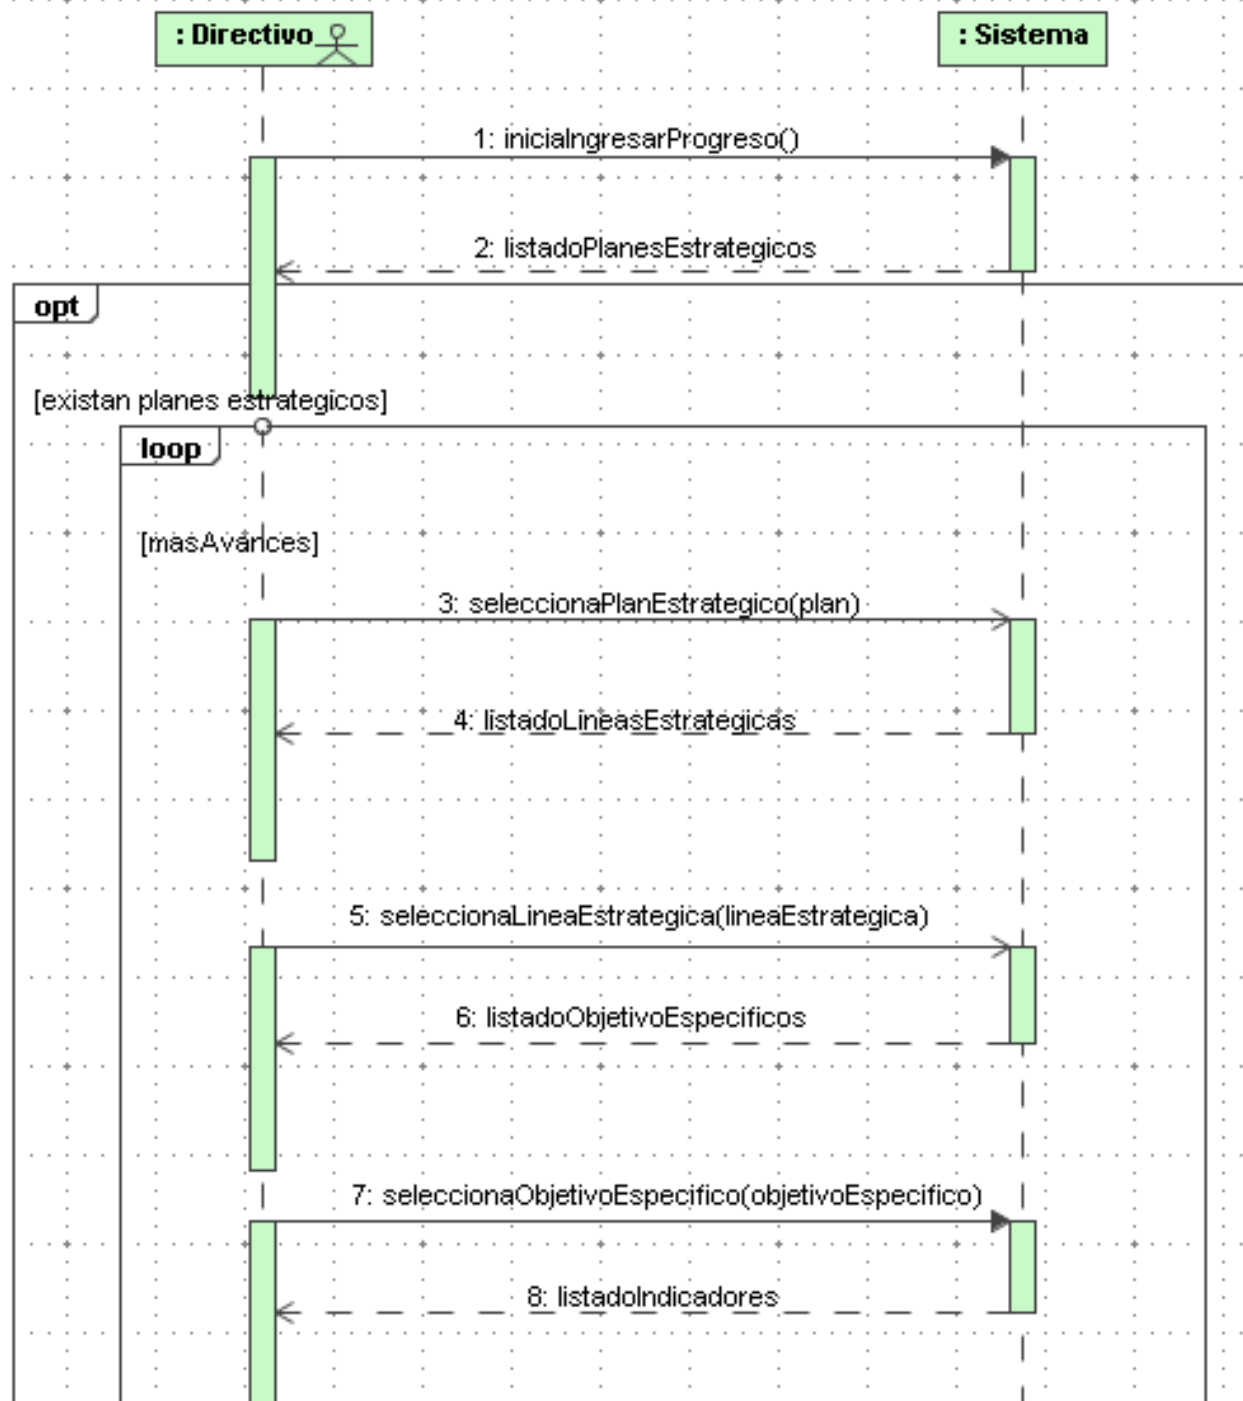 : Directivo
: Sistema
1: iniciaIngresarProgreso()
2: listadoPlanesEstrategicos
opt
[existan planes estrategicos]
loop
[masAvances]
3: seleccionaPlanEstrategico(plan)
4: listadoLineasEstrategicas
5: seleccionaLineaEstrategica(lineaEstrategica)
6: listadoObjetivoEspecificos
7: seleccionaObjetivoEspecifico(objetivoEspecifico)
8: listadoIndicadores